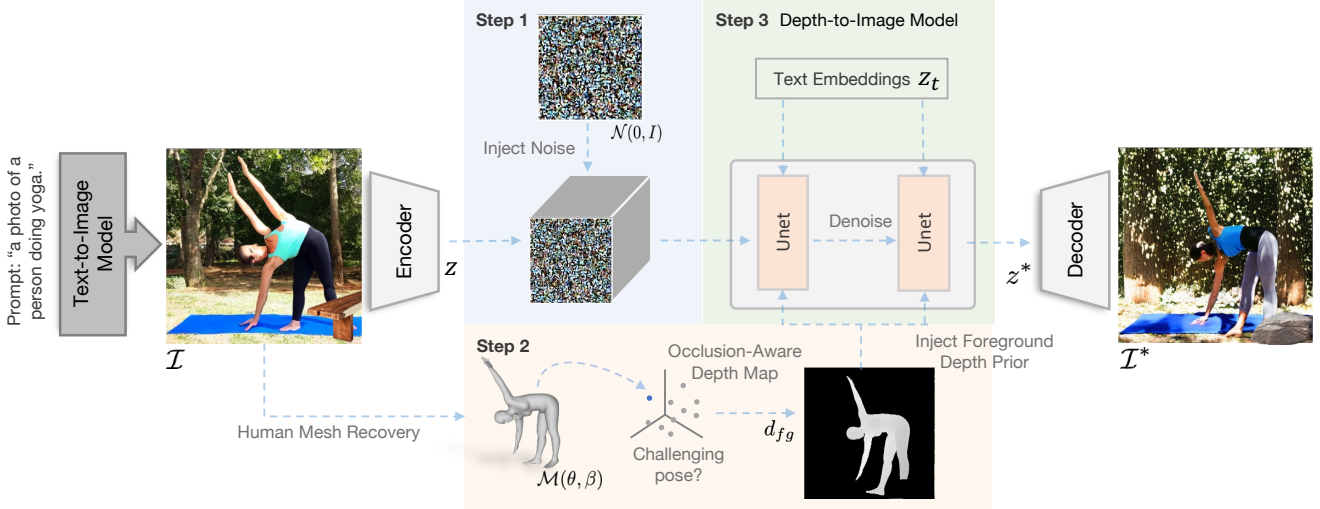 Prompt: “a photo of a
person doing yoga.”
Text-to-Image
Model
ℐ
Encoder
z
Step 1
𝒩(0, I)
Inject Noise
Step 3 Depth-to-Image Model
Text Embeddings z_t
Unet
Denoise
Unet
z*
Decoder
ℐ*
Human Mesh Recovery
Step 2
ℳ(θ, β)
Occlusion-Aware
Depth Map
Challenging
pose?
d_fg
Inject Foreground
Depth Prior